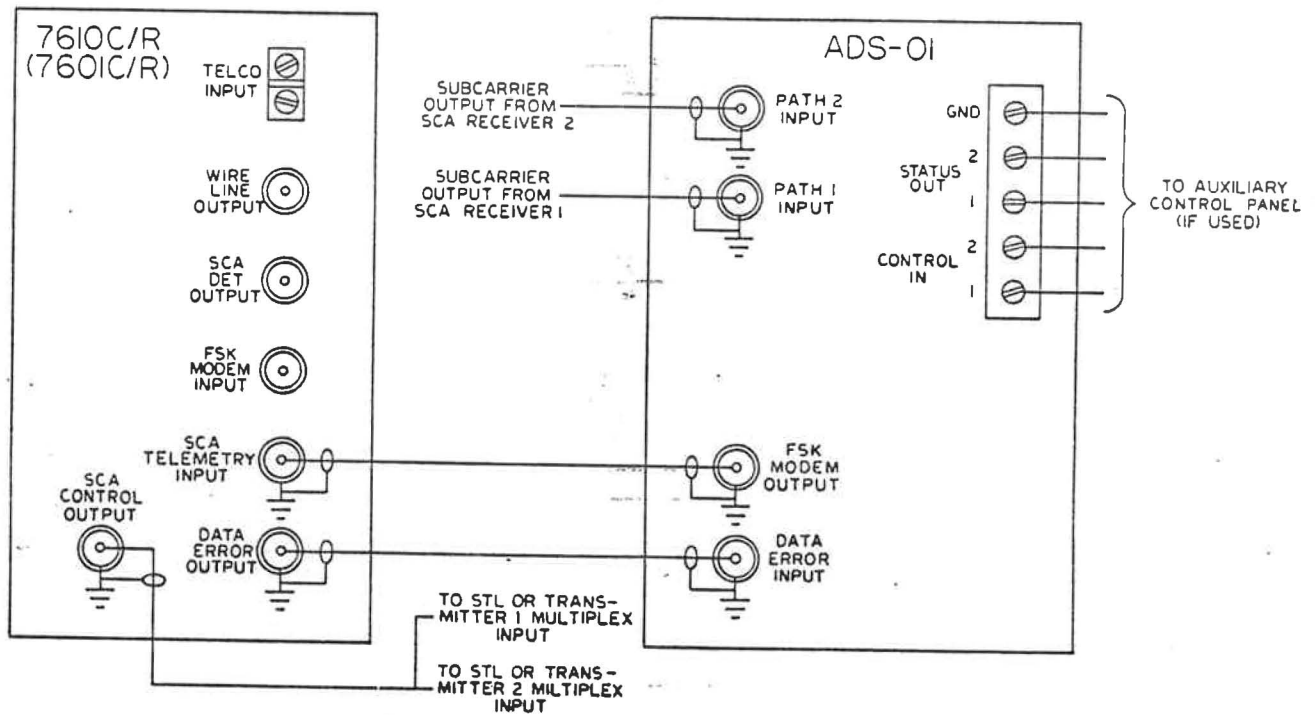 7610C/R
(7601C/R)
TELCO
INPUT
WIRE
LINE
OUTPUT
SCA
DET
OUTPUT
FSK
MODEM
INPUT
SCA
TELEMETRY
INPUT
SCA
CONTROL
OUTPUT
DATA
ERROR
OUTPUT
SUBCARRIER
OUTPUT FROM
SCA RECEIVER 2
SUBCARRIER
OUTPUT FROM
SCA RECEIVER 1
TO STL OR TRANS-
MITTER 1 MULTIPLEX
INPUT
TO STL OR TRANS-
MITTER 2 MILTIPLEX
INPUT
ADS-01
PATH 2
INPUT
PATH 1
INPUT
FSK
MODEM
OUTPUT
DATA
ERROR
INPUT
GND
2
STATUS
OUT
1
2
CONTROL
IN
1
TO AUXILIARY
CONTROL PANEL
(IF USED)